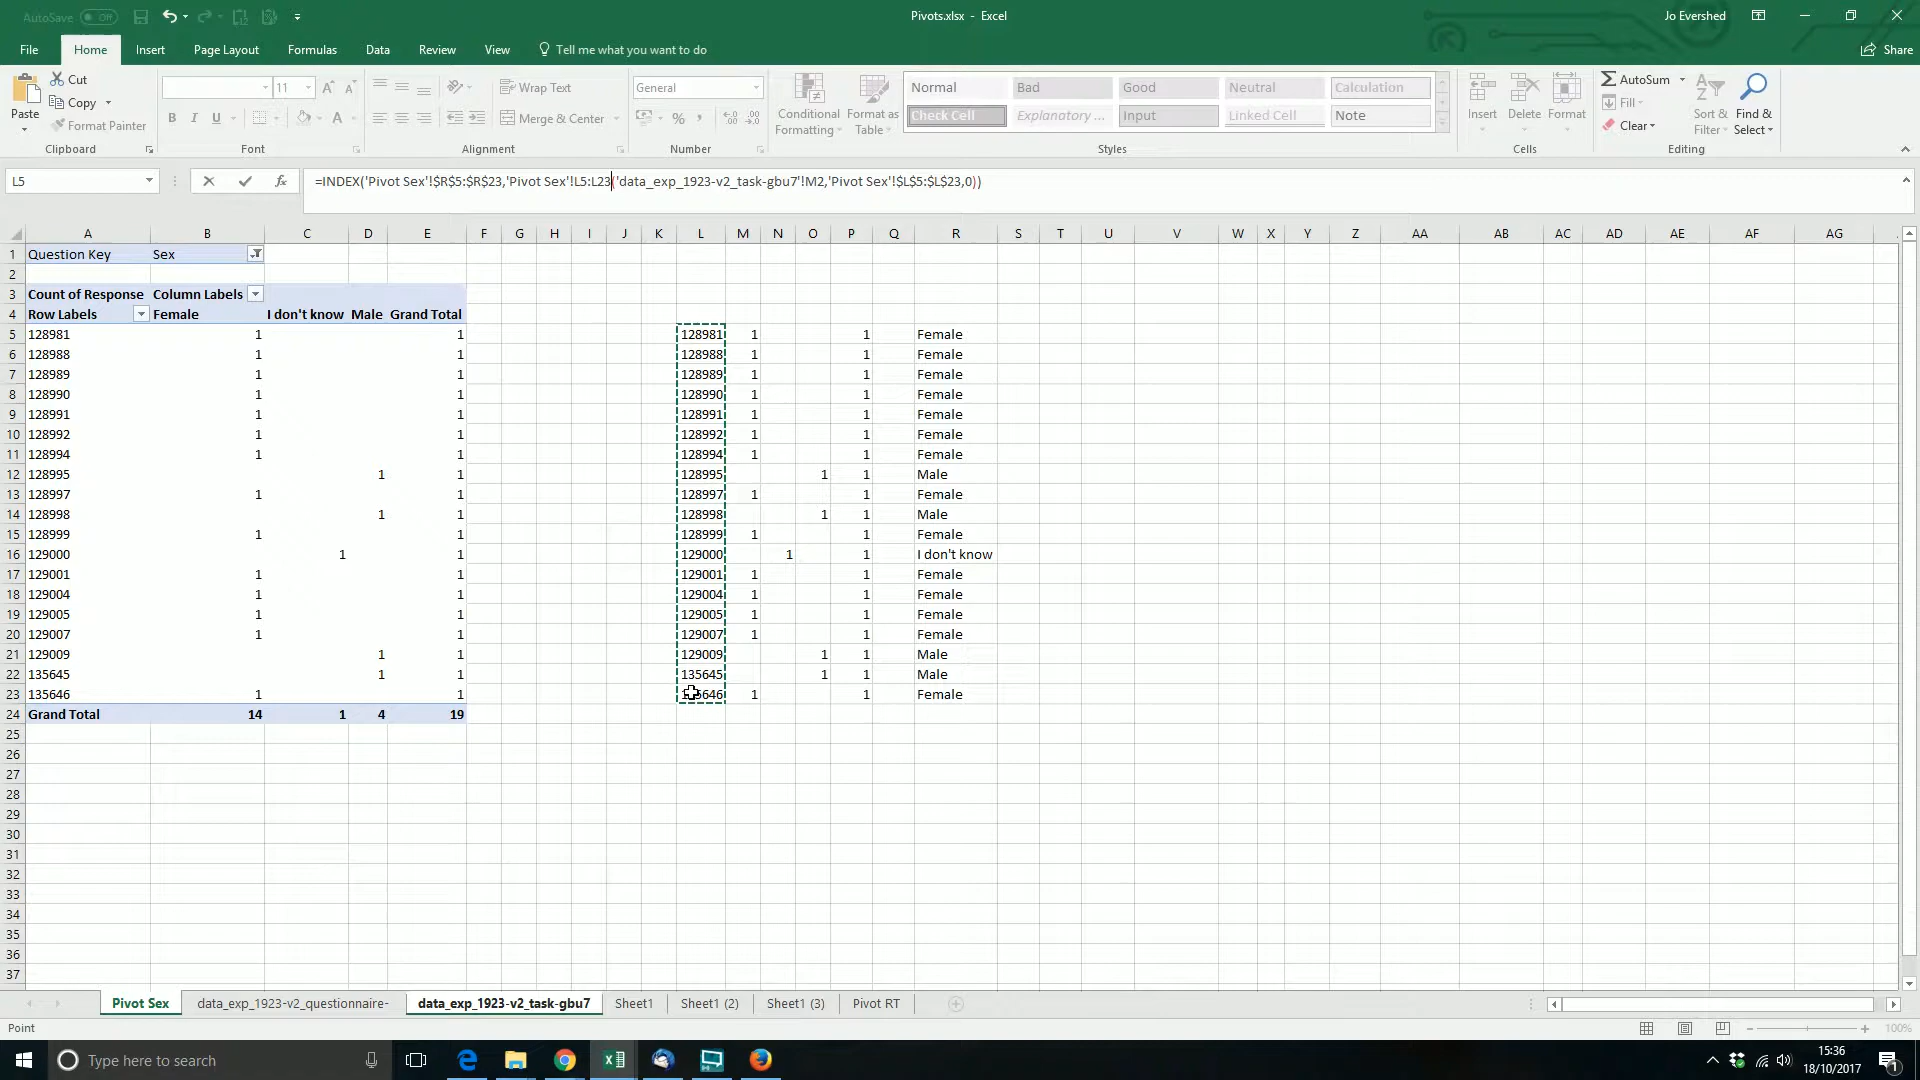 AutoSave Off Pivots.xlsx - Excel Jo Evershed
File Home Insert Page Layout Formulas Data Review View Tell me what you want to do Share
Cut
Copy
Format Painter
Paste
Clipboard
11
Font
Wrap Text
Merge & Center
Alignment
General
Number
Conditional Formatting
Format as Table
Normal Bad Good Neutral Calculation
Check Cell Explanatory ... Input Linked Cell Note
Styles
Insert Delete Format
Cells
AutoSum
Fill
Clear
Sort & Filter
Find & Select
Editing
L5 =INDEX('Pivot Sex'!$R$5:$R$23,'Pivot Sex'!L5:L23('data_exp_1923-v2_task-gbu7'!M2,'Pivot Sex'!$L$5:$L$23,0))
A B C D E F G H I J K L M N O P Q R S T U V W X Y Z AA AB AC AD AE AF AG
1 Question Key Sex
2
3 Count of Response Column Labels
4 Row Labels Female I don't know Male Grand Total
5 128981 1 1 128981 1 1 Female
6 128988 1 1 128988 1 1 Female
7 128989 1 1 128989 1 1 Female
8 128990 1 1 128990 1 1 Female
9 128991 1 1 128991 1 1 Female
10 128992 1 1 128992 1 1 Female
11 128994 1 1 128994 1 1 Female
12 128995 1 1 128995 1 1 Male
13 128997 1 1 128997 1 1 Female
14 128998 1 1 128998 1 1 Male
15 128999 1 1 128999 1 1 Female
16 129000 1 1 129000 1 1 I don't know
17 129001 1 1 129001 1 1 Female
18 129004 1 1 129004 1 1 Female
19 129005 1 1 129005 1 1 Female
20 129007 1 1 129007 1 1 Female
21 129009 1 1 129009 1 1 Male
22 135645 1 1 135645 1 1 Male
23 135646 1 1 135646 1 1 Female
24 Grand Total 14 1 4 19
25
26
27
28
29
30
31
32
33
34
35
36
37
Pivot Sex data_exp_1923-v2_questionnaire- data_exp_1923-v2_task-gbu7 Sheet1 Sheet1 (2) Sheet1 (3) Pivot RT
Point 100%
Type here to search
15:36
18/10/2017